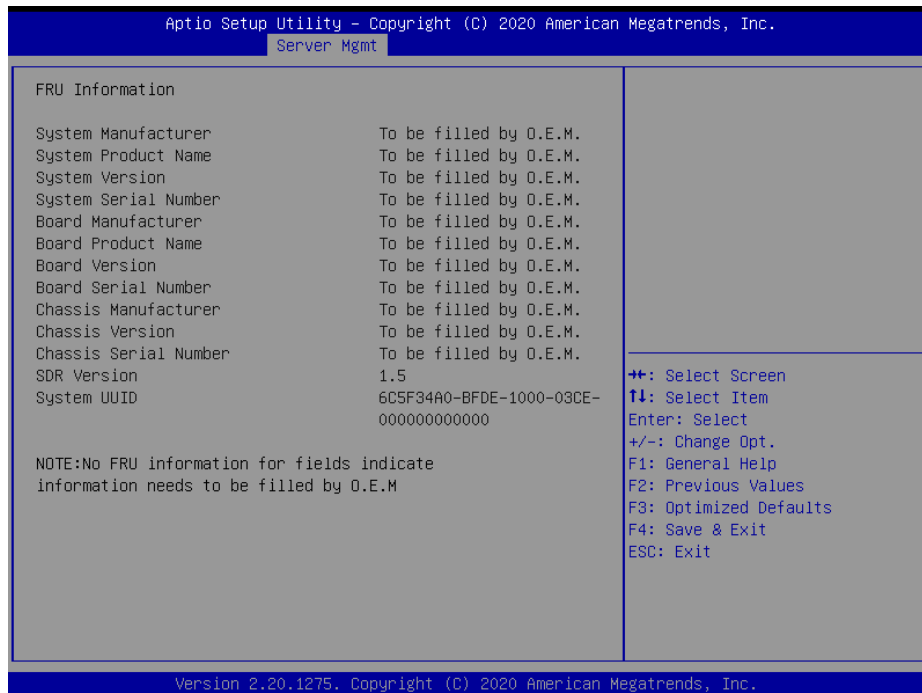 Aptio Setup Utility – Copyright (C) 2020 American Megatrends, Inc.
Server Mgmt
FRU Information
System Manufacturer To be filled by O.E.M.
System Product Name To be filled by O.E.M.
System Version To be filled by O.E.M.
System Serial Number To be filled by O.E.M.
Board Manufacturer To be filled by O.E.M.
Board Product Name To be filled by O.E.M.
Board Version To be filled by O.E.M.
Board Serial Number To be filled by O.E.M.
Chassis Manufacturer To be filled by O.E.M.
Chassis Version To be filled by O.E.M.
Chassis Serial Number To be filled by O.E.M.
SDR Version 1.5
System UUID 6C5F34A0-BFDE-1000-03CE-
000000000000
NOTE:No FRU information for fields indicate
information needs to be filled by O.E.M
→←: Select Screen
↑↓: Select Item
Enter: Select
+/-: Change Opt.
F1: General Help
F2: Previous Values
F3: Optimized Defaults
F4: Save & Exit
ESC: Exit
Version 2.20.1275. Copyright (C) 2020 American Megatrends, Inc.